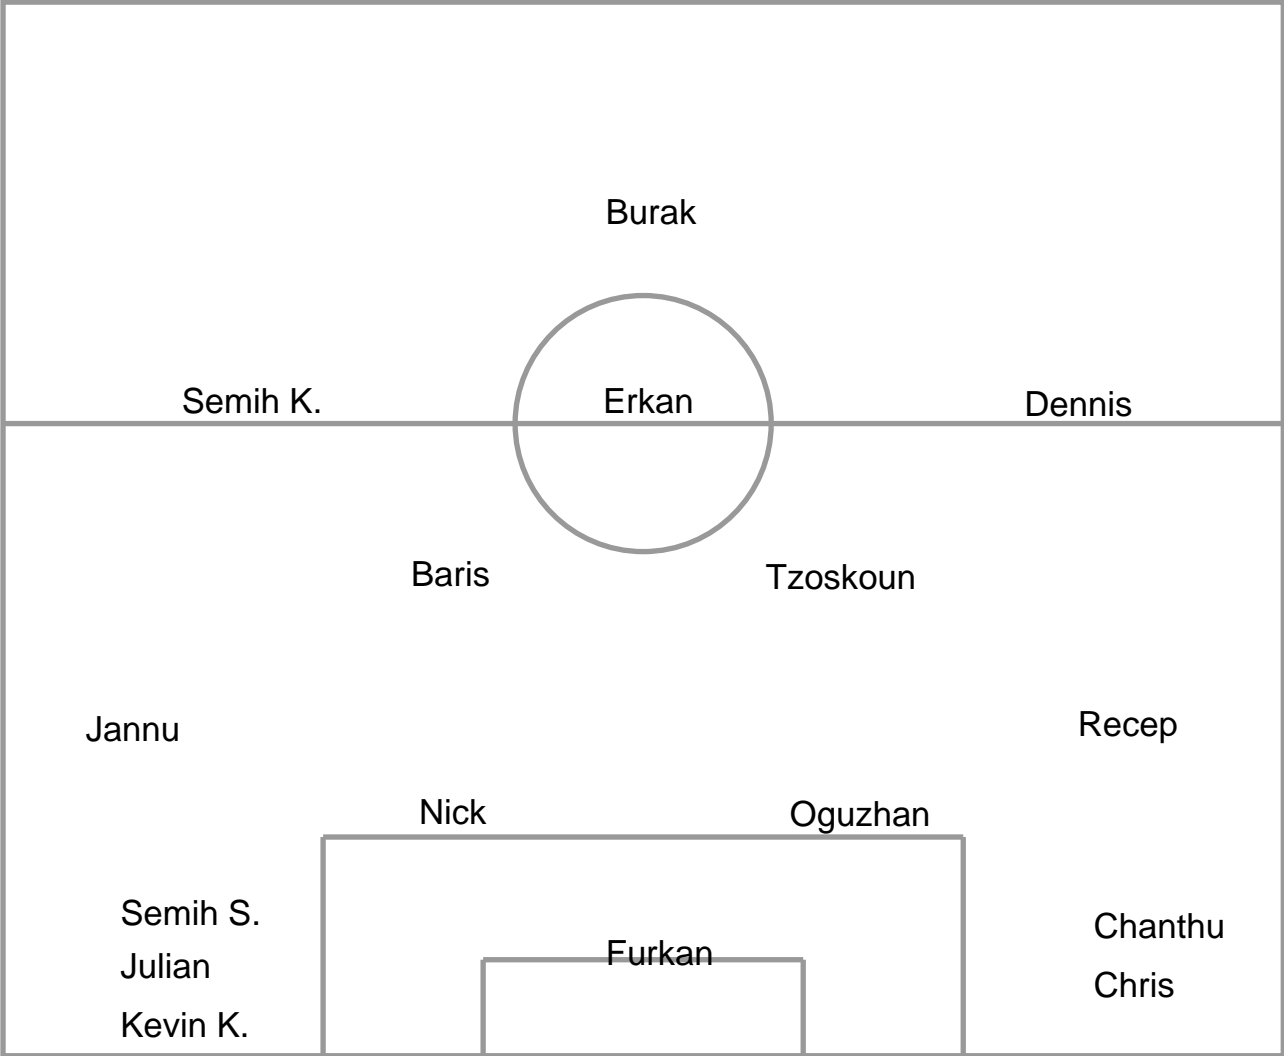 Burak
Semih K.
Erkan
Dennis
Baris
Tzoskoun
Jannu
Recep
Nick
Oguzhan
Semih S.
Julian
Kevin K.
Furkan
Chanthu
Chris